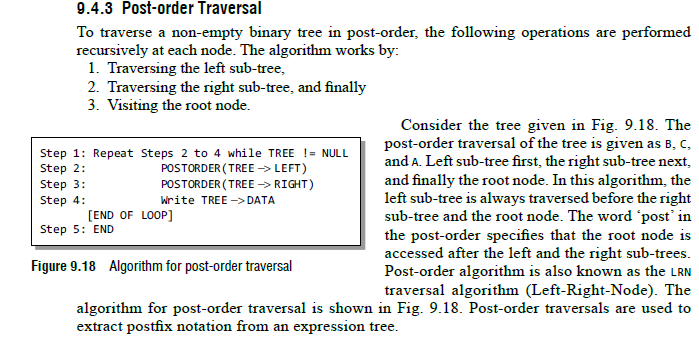 9.4.3 Post-order Traversal
To traverse a non-empty binary tree in post-order, the following operations are performed
recursively at each node. The algorithm works by:
1. Traversing the left sub-tree,
2. Traversing the right sub-tree, and finally
3. Visiting the root node.
Step 1: Repeat Steps 2 to 4 while TREE != NULL
Step 2: POSTORDER(TREE -> LEFT)
Step 3: POSTORDER(TREE -> RIGHT)
Step 4: Write TREE -> DATA
[END OF LOOP]
Step 5: END
Figure 9.18 Algorithm for post-order traversal
Consider the tree given in Fig. 9.18. The
post-order traversal of the tree is given as B, C,
and A. Left sub-tree first, the right sub-tree next,
and finally the root node. In this algorithm, the
left sub-tree is always traversed before the right
sub-tree and the root node. The word ‘post’ in
the post-order specifies that the root node is
accessed after the left and the right sub-trees.
Post-order algorithm is also known as the LRN
traversal algorithm (Left-Right-Node). The
algorithm for post-order traversal is shown in Fig. 9.18. Post-order traversals are used to
extract postfix notation from an expression tree.